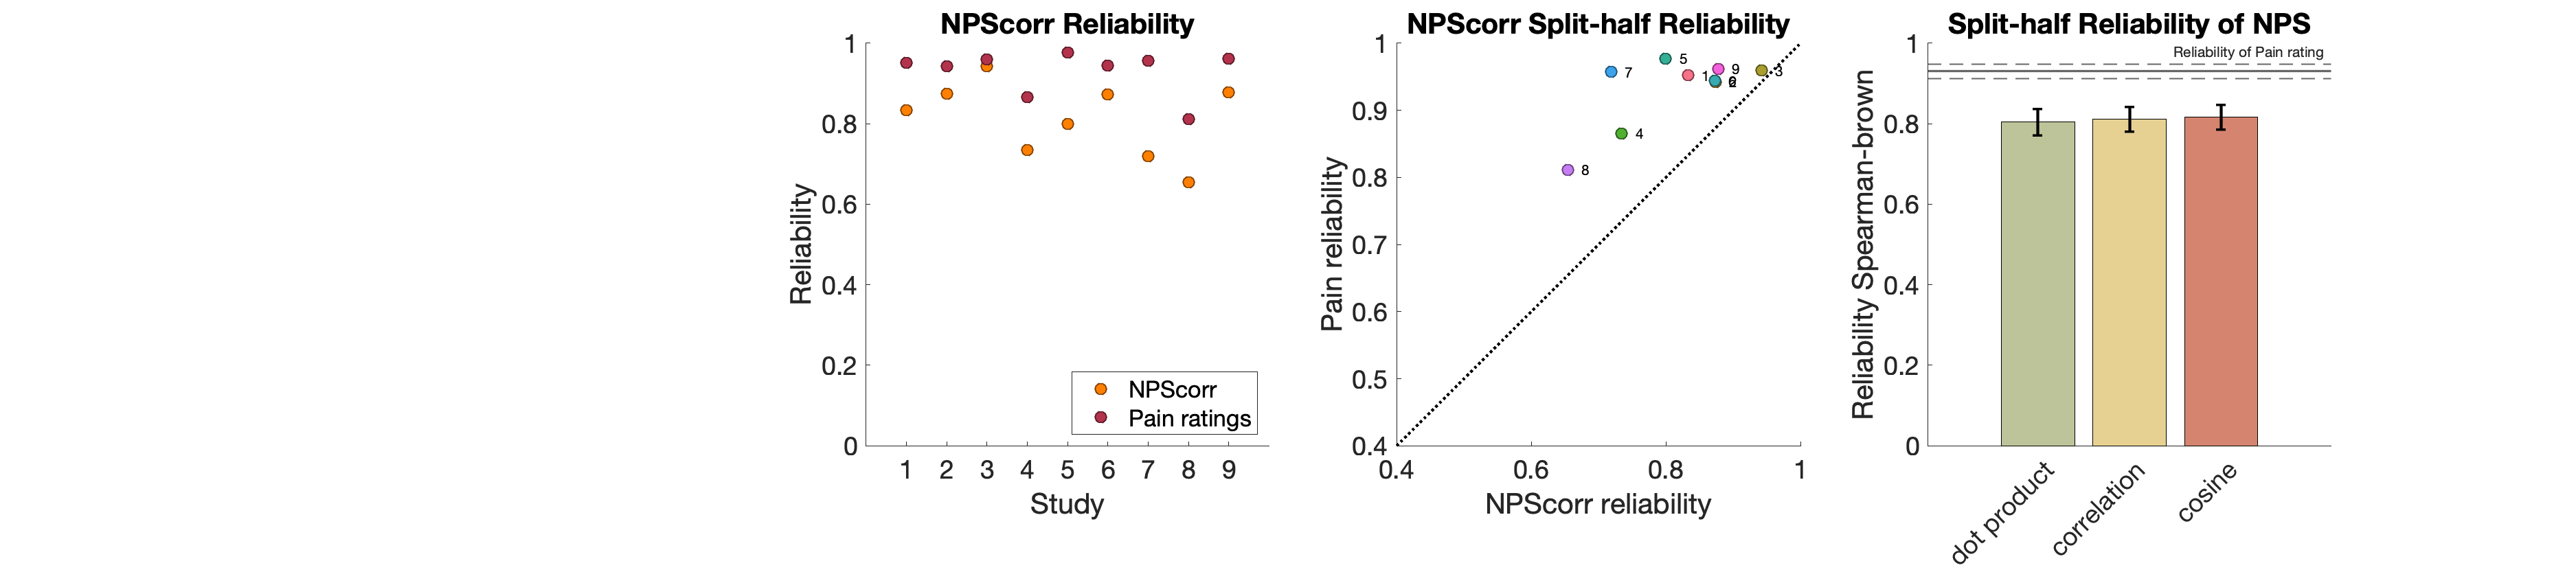 NPScorr Reliability
1
0.8
0.6
0.4
0.2
0
Reliability
1 2 3 4 5 6 7 8 9
Study
NPScorr
Pain ratings
NPScorr Split-half Reliability
1
0.9
0.8
0.7
0.6
0.5
0.4
Pain reliability
5
7
1
9
3
6
2
4
8
0.4 0.6 0.8 1
NPScorr reliability
Split-half Reliability of NPS
Reliability of Pain rating
1
0.8
0.6
0.4
0.2
0
Reliability Spearman-brown
dot product
correlation
cosine